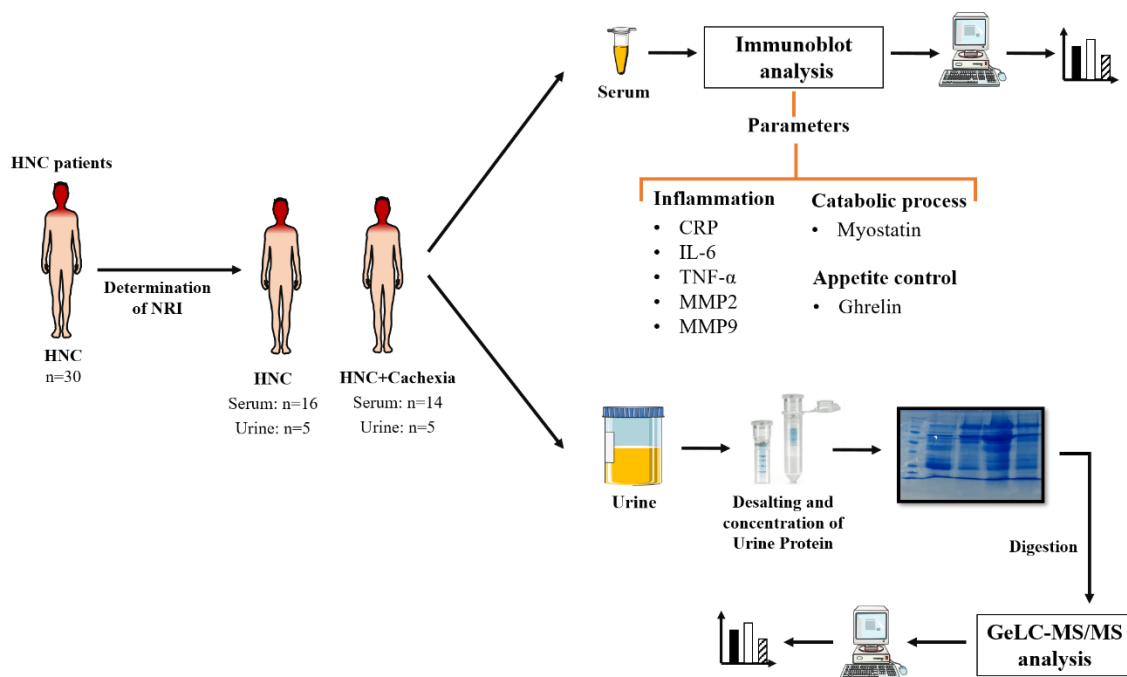 HNC patients
HNC
n=30
Determination
of NRI
HNC
Serum: n=16
Urine: n=5
HNC+Cachexia
Serum: n=14
Urine: n=5
Serum
Immunoblot
analysis
Parameters
Inflammation
• CRP
• IL-6
• TNF-α
• MMP2
• MMP9
Catabolic process
• Myostatin
Appetite control
• Ghrelin
Urine
Desalting and
concentration of
Urine Protein
Digestion
GeLC-MS/MS
analysis